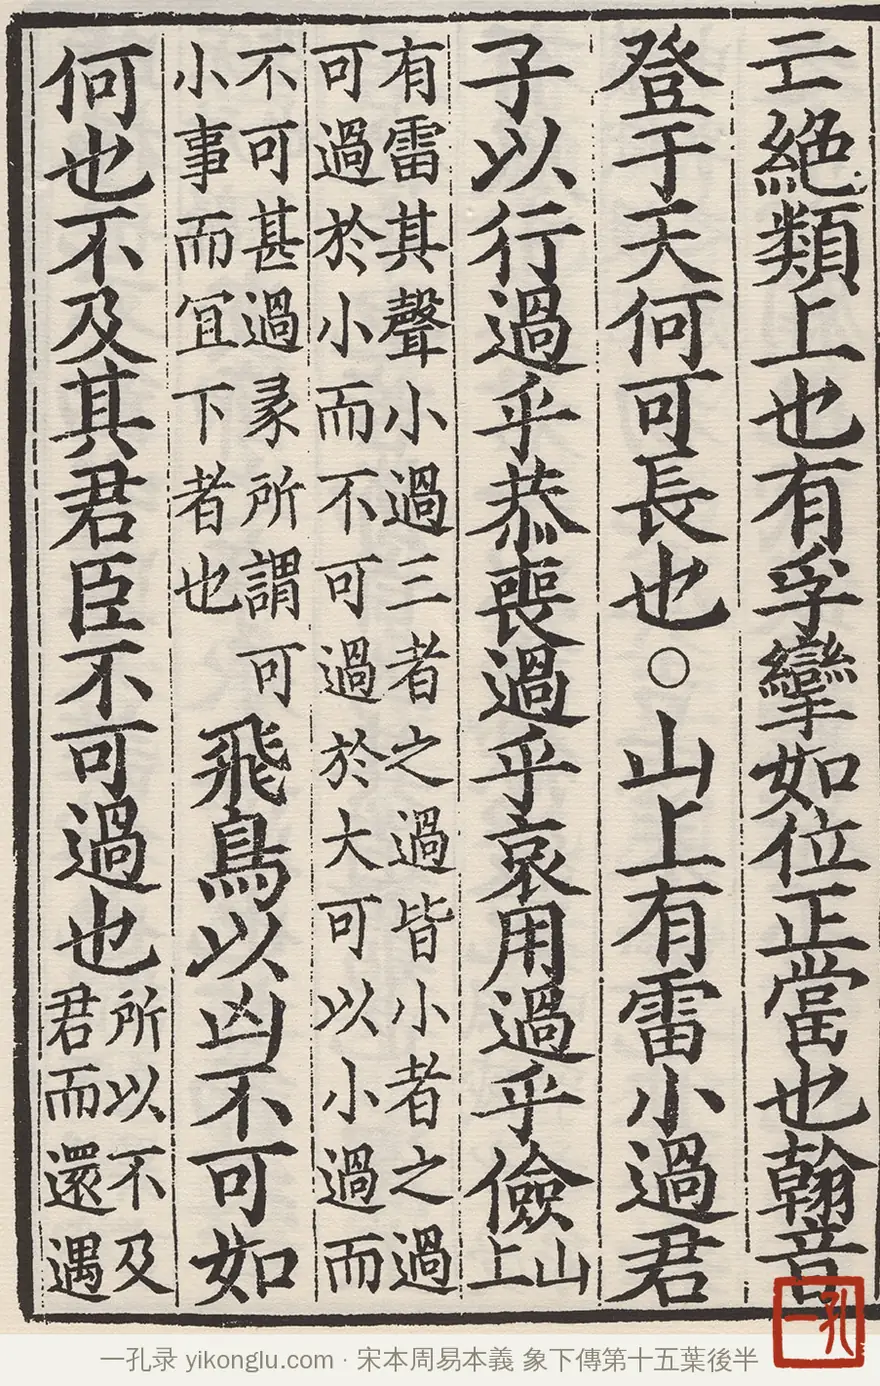 亡絶類上也有孚攣如位正當也翰音
登于天何可長也○山上有雷小過君
子以行過乎恭喪過乎哀用過乎儉山
上
有雷其聲小過三者之過皆小者之過
可過於小而不可過於大可以小過而
不可甚過彖所謂可
小事而冝下者也
飛鳥以凶不可如
何也不及其君臣不可過也所以不及
君而還遇
一孔
一孔录 yikonglu.com · 宋本周易本義 象下傳第十五葉後半